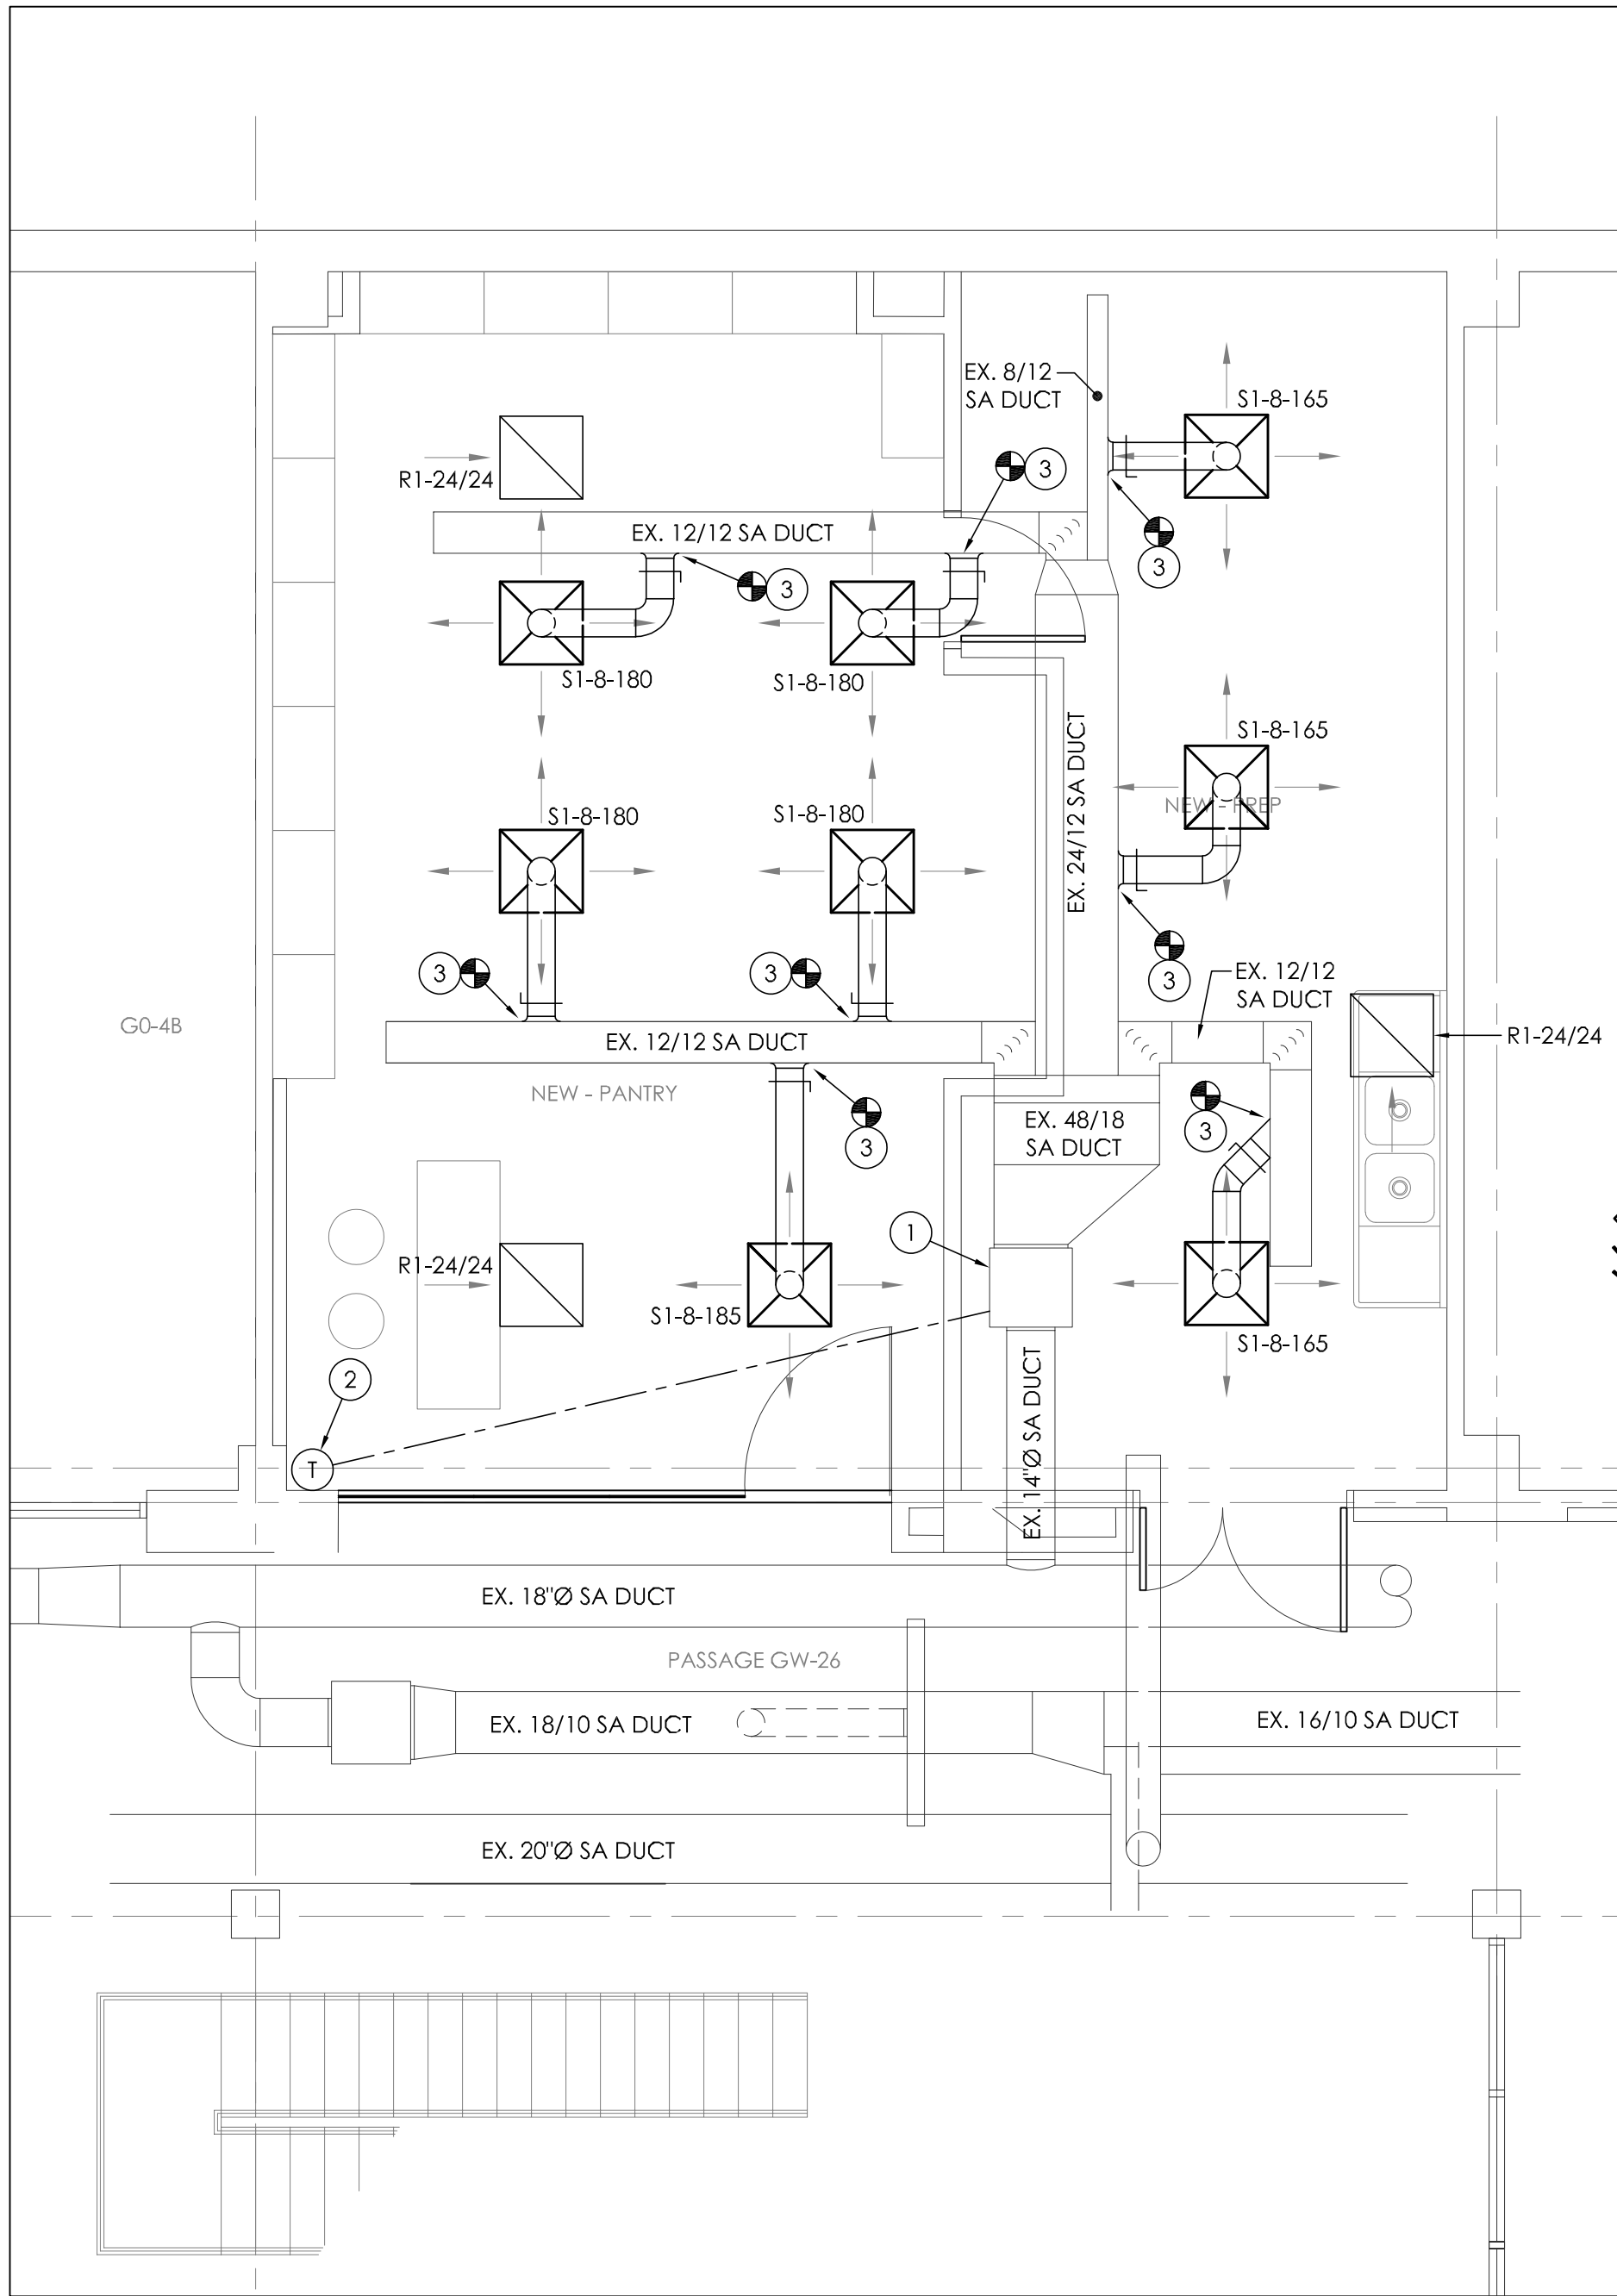 EX. 8/12
SA DUCT
S1-8-165
R1-24/24
3
EX. 12/12 SA DUCT
3
3
S1-8-180
S1-8-180
EX. 24/12 SA DUCT
S1-8-165
NEW - PREP
S1-8-180
S1-8-180
3
3
3
EX. 12/12
SA DUCT
G0-4B
EX. 12/12 SA DUCT
R1-24/24
NEW - PANTRY
3
EX. 48/18
SA DUCT
3
1
R1-24/24
S1-8-185
S1-8-165
2
T
EX. 14"Ø SA DUCT
EX. 18"Ø SA DUCT
PASSAGE GW-26
EX. 18/10 SA DUCT
EX. 16/10 SA DUCT
EX. 20"Ø SA DUCT